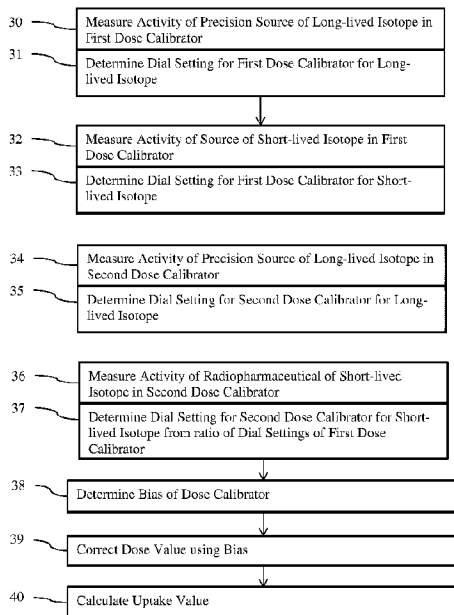 30
Measure Activity of Precision Source of Long-lived Isotope in
First Dose Calibrator
31
Determine Dial Setting for First Dose Calibrator for Long-
lived Isotope
32
Measure Activity of Source of Short-lived Isotope in First
Dose Calibrator
33
Determine Dial Setting for First Dose Calibrator for Short-
lived Isotope
34
Measure Activity of Precision Source of Long-lived Isotope in
Second Dose Calibrator
35
Determine Dial Setting for Second Dose Calibrator for Long-
lived Isotope
36
Measure Activity of Radiopharmaceutical of Short-lived
Isotope in Second Dose Calibrator
37
Determine Dial Setting for Second Dose Calibrator for Short-
lived Isotope from ratio of Dial Settings of First Dose
Calibrator
38
Determine Bias of Dose Calibrator
39
Correct Dose Value using Bias
40
Calculate Uptake Value